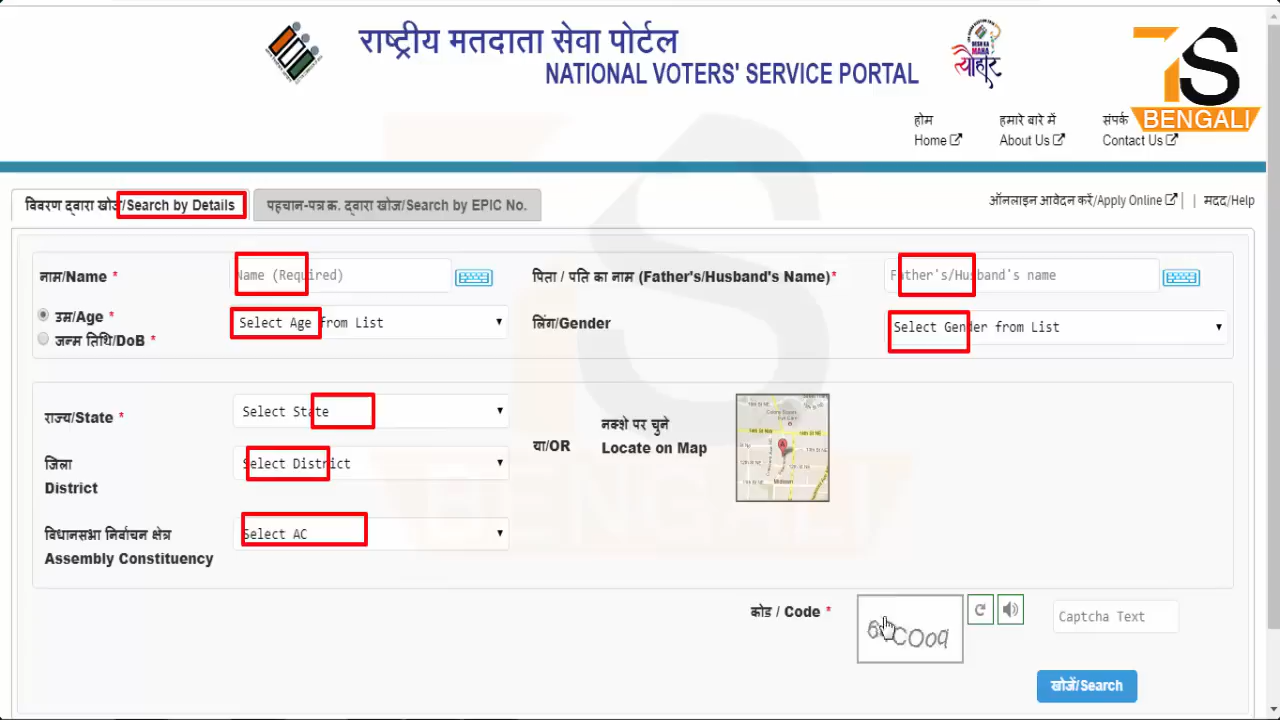 राष्ट्रीय मतदाता सेवा पोर्टल
NATIONAL VOTERS' SERVICE PORTAL
DESH KA
MAHA
त्योहार
TS
BENGALI
होम
Home
हमारे बारे में
About Us
संपर्क
Contact Us
विवरण द्वारा खोज/Search by Details
पहचान-पत्र क्र. द्वारा खोज/Search by EPIC No.
ऑनलाइन आवेदन करें/Apply Online | | मदद/Help
नाम/Name *
Name (Required)
पिता / पति का नाम (Father's/Husband's Name)*
Father's/Husband's name
उम्र/Age *
Select Age from List
लिंग/Gender
Select Gender from List
जन्म तिथि/DoB *
राज्य/State *
Select State
या/OR
नक्शे पर चुने
Locate on Map
जिला
District
Select District
विधानसभा निर्वाचन क्षेत्र
Assembly Constituency
Select AC
कोड / Code *
Captcha Text
खोजें/Search